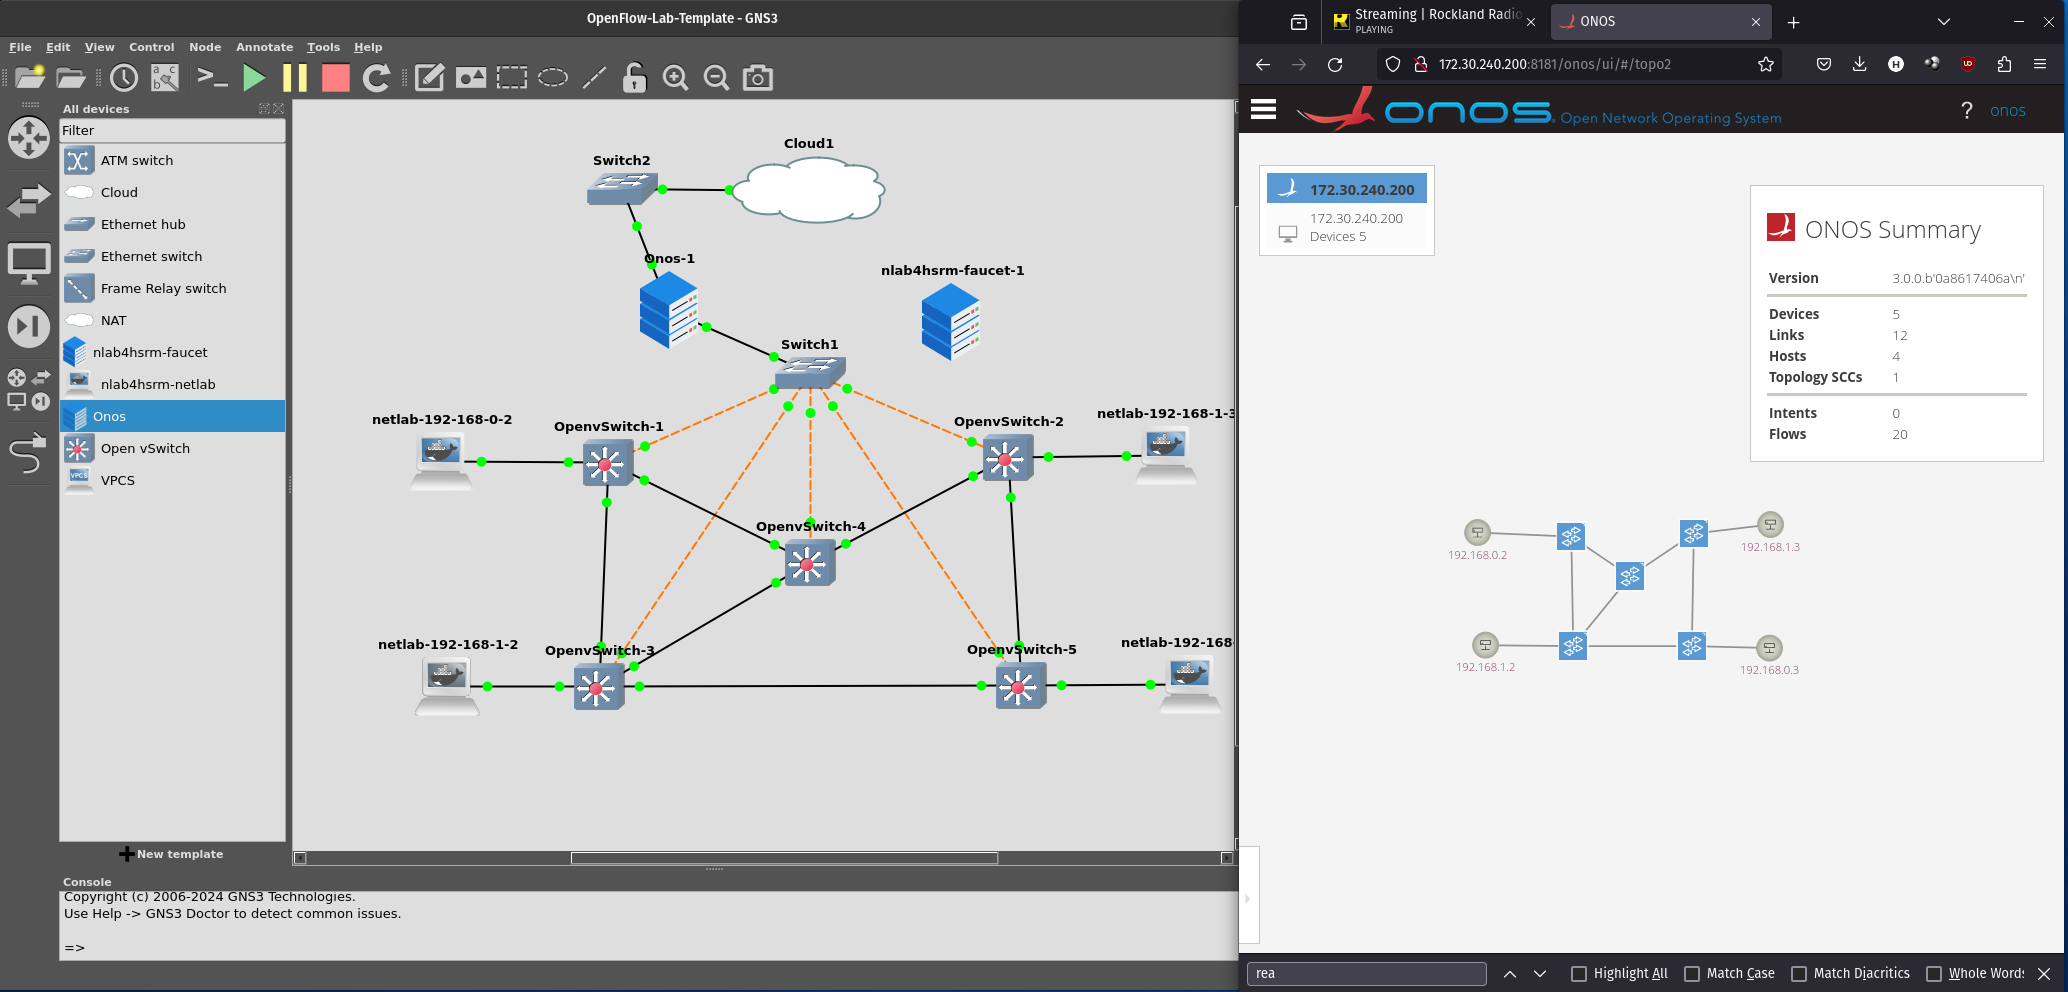 OpenFlow-Lab-Template - GNS3
File Edit View Control Node Annotate Tools Help
All devices
Filter
ATM switch
Cloud
Ethernet hub
Ethernet switch
Frame Relay switch
NAT
nlab4hsrm-faucet
nlab4hsrm-netlab
Onos
Open vSwitch
VPCS
VPCS
New template
Cloud1
Switch2
Onos-1
nlab4hsrm-faucet-1
Switch1
netlab-192-168-0-2
OpenvSwitch-1
OpenvSwitch-2
netlab-192-168-1-3
OpenvSwitch-4
netlab-192-168-1-2
OpenvSwitch-3
OpenvSwitch-5
netlab-192-168-
Console
Copyright (c) 2006-2024 GNS3 Technologies.
Use Help -> GNS3 Doctor to detect common issues.
=>
Streaming | Rockland Radio
PLAYING
ONOS
172.30.240.200:8181/onos/ui/#/topo2
onos. Open Network Operating System
? onos
172.30.240.200
172.30.240.200
Devices 5
ONOS Summary
Version 3.0.0.b'0a8617406a\n'
Devices 5
Links 12
Hosts 4
Topology SCCs 1
Intents 0
Flows 20
192.168.0.2
192.168.1.3
192.168.1.2
192.168.0.3
rea
Highlight All Match Case Match Diacritics Whole Words